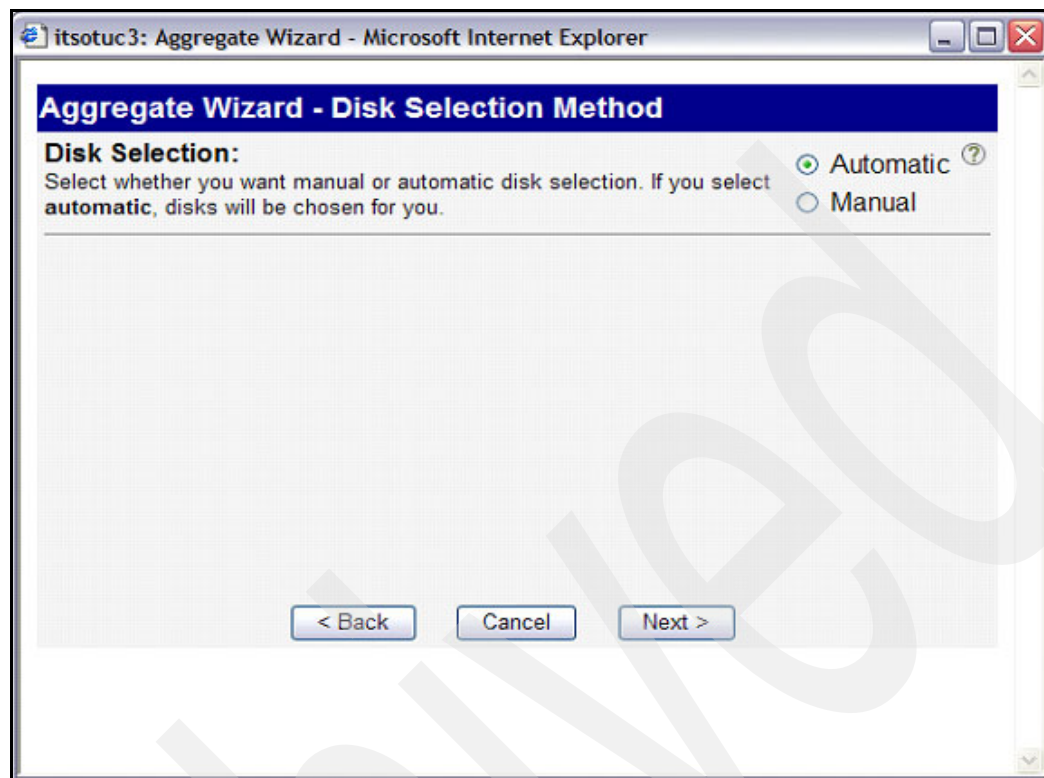 itsotuc3: Aggregate Wizard - Microsoft Internet Explorer
Aggregate Wizard - Disk Selection Method
Disk Selection:
Select whether you want manual or automatic disk selection. If you select
automatic, disks will be chosen for you.
Automatic ?
Manual
< Back Cancel Next >
hived